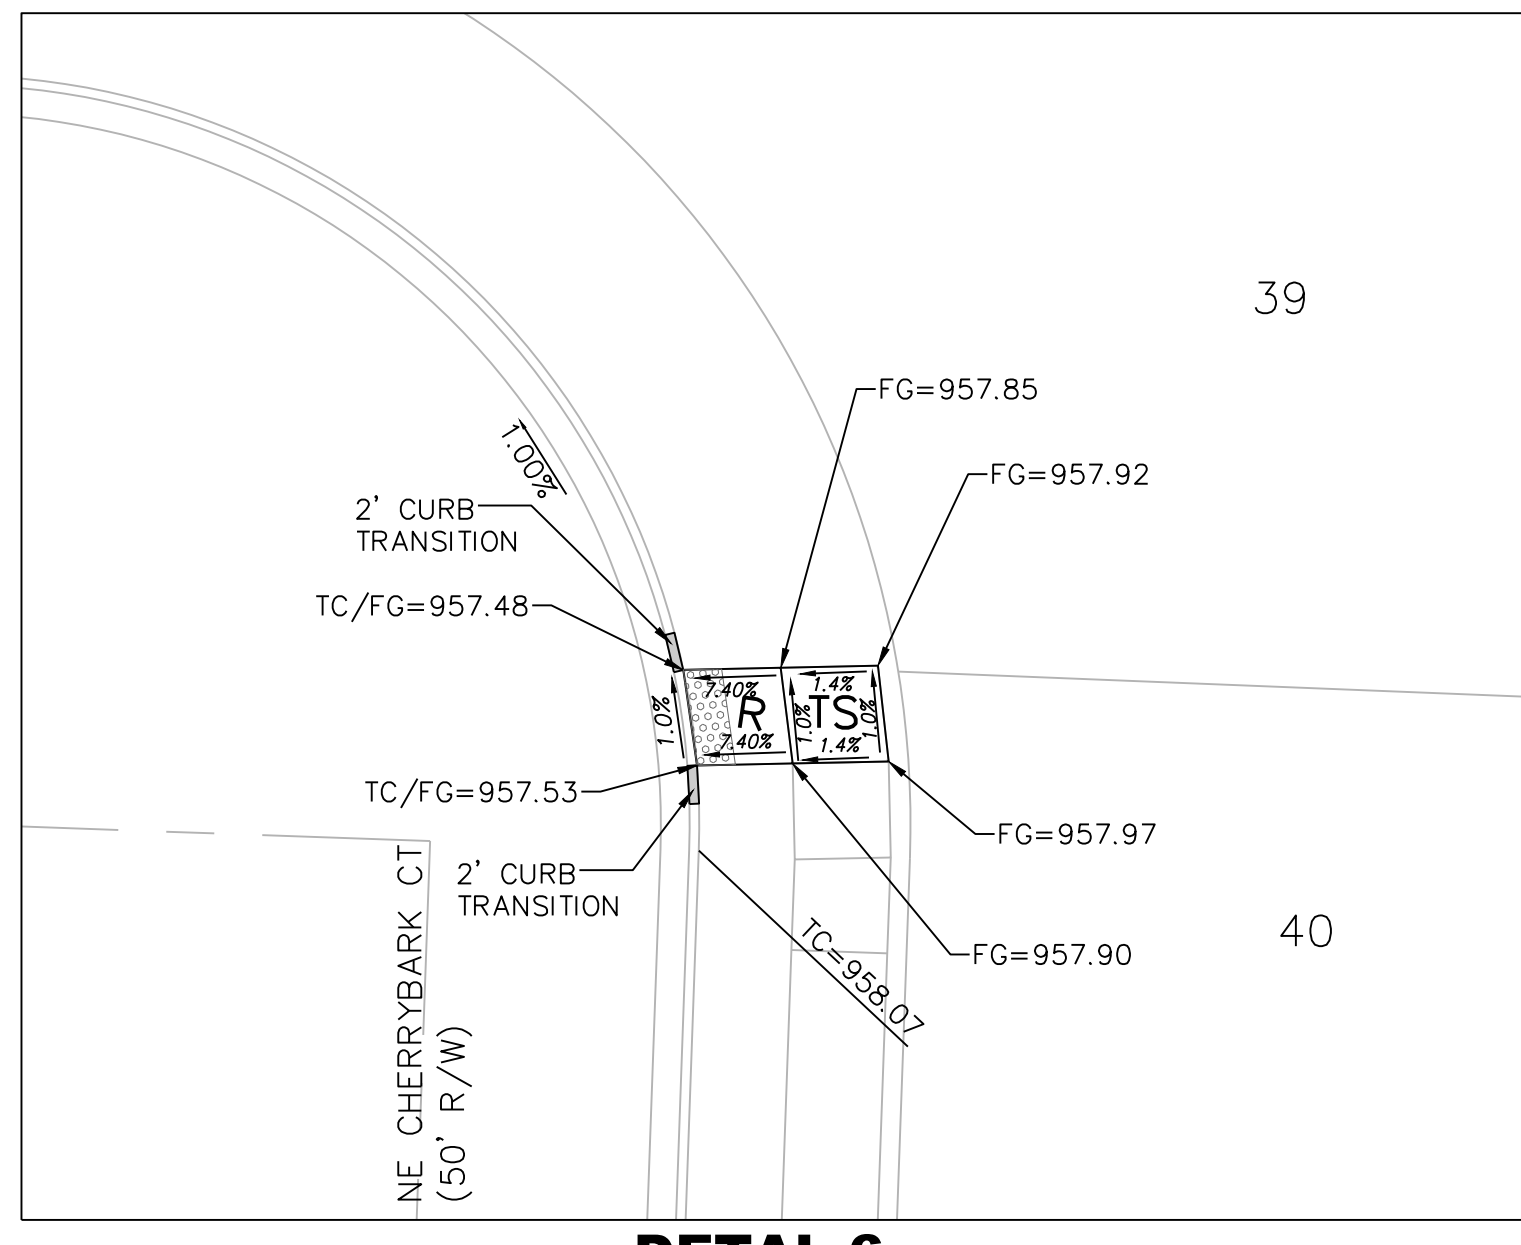 39
FG=957.85
FG=957.92
1.00%
2' CURB
TRANSITION
TC/FG=957.48
7.40%
1.4%
1.0%
R
1.0%
TS
1.0%
7.40%
1.4%
TC/FG=957.53
FG=957.97
2' CURB
TRANSITION
40
FG=957.90
TC=958.07
NE CHERRYBARK CT
(50' R/W)